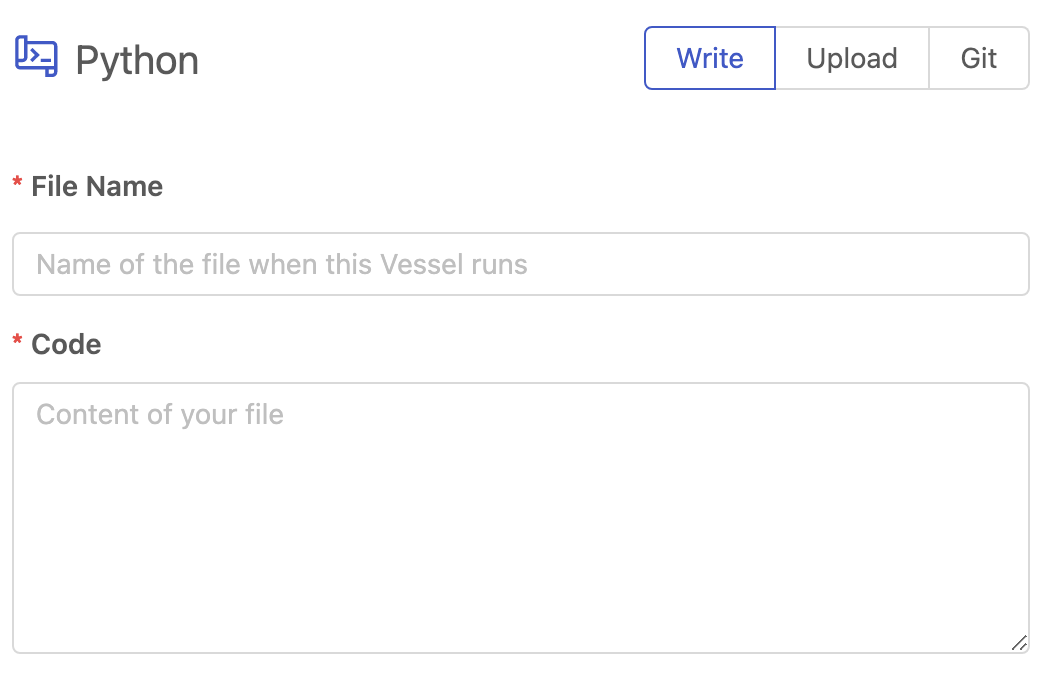 Python
Write
Upload
Git
* File Name
Name of the file when this Vessel runs
* Code
Content of your file